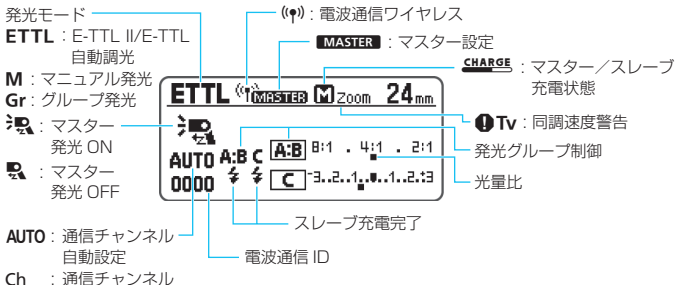 発光モード
ETTL：E-TTL II/E-TTL
自動調光
M：マニュアル発光
Gr：グループ発光
：マスター
発光 ON
：マスター
発光 OFF
AUTO：通信チャンネル
自動設定
Ch ：通信チャンネル
：電波通信ワイヤレス
MASTER：マスター設定
CHARGE：マスター／スレーブ
充電状態
Tv：同調速度警告
発光グループ制御
光量比
スレーブ充電完了
電波通信 ID
ETTL MASTER M Zoom 24mm
A:B 8:1 . 4:1 . 2:1
AUTO A:B C
0000 C -3..2..1..0..1..2.+3